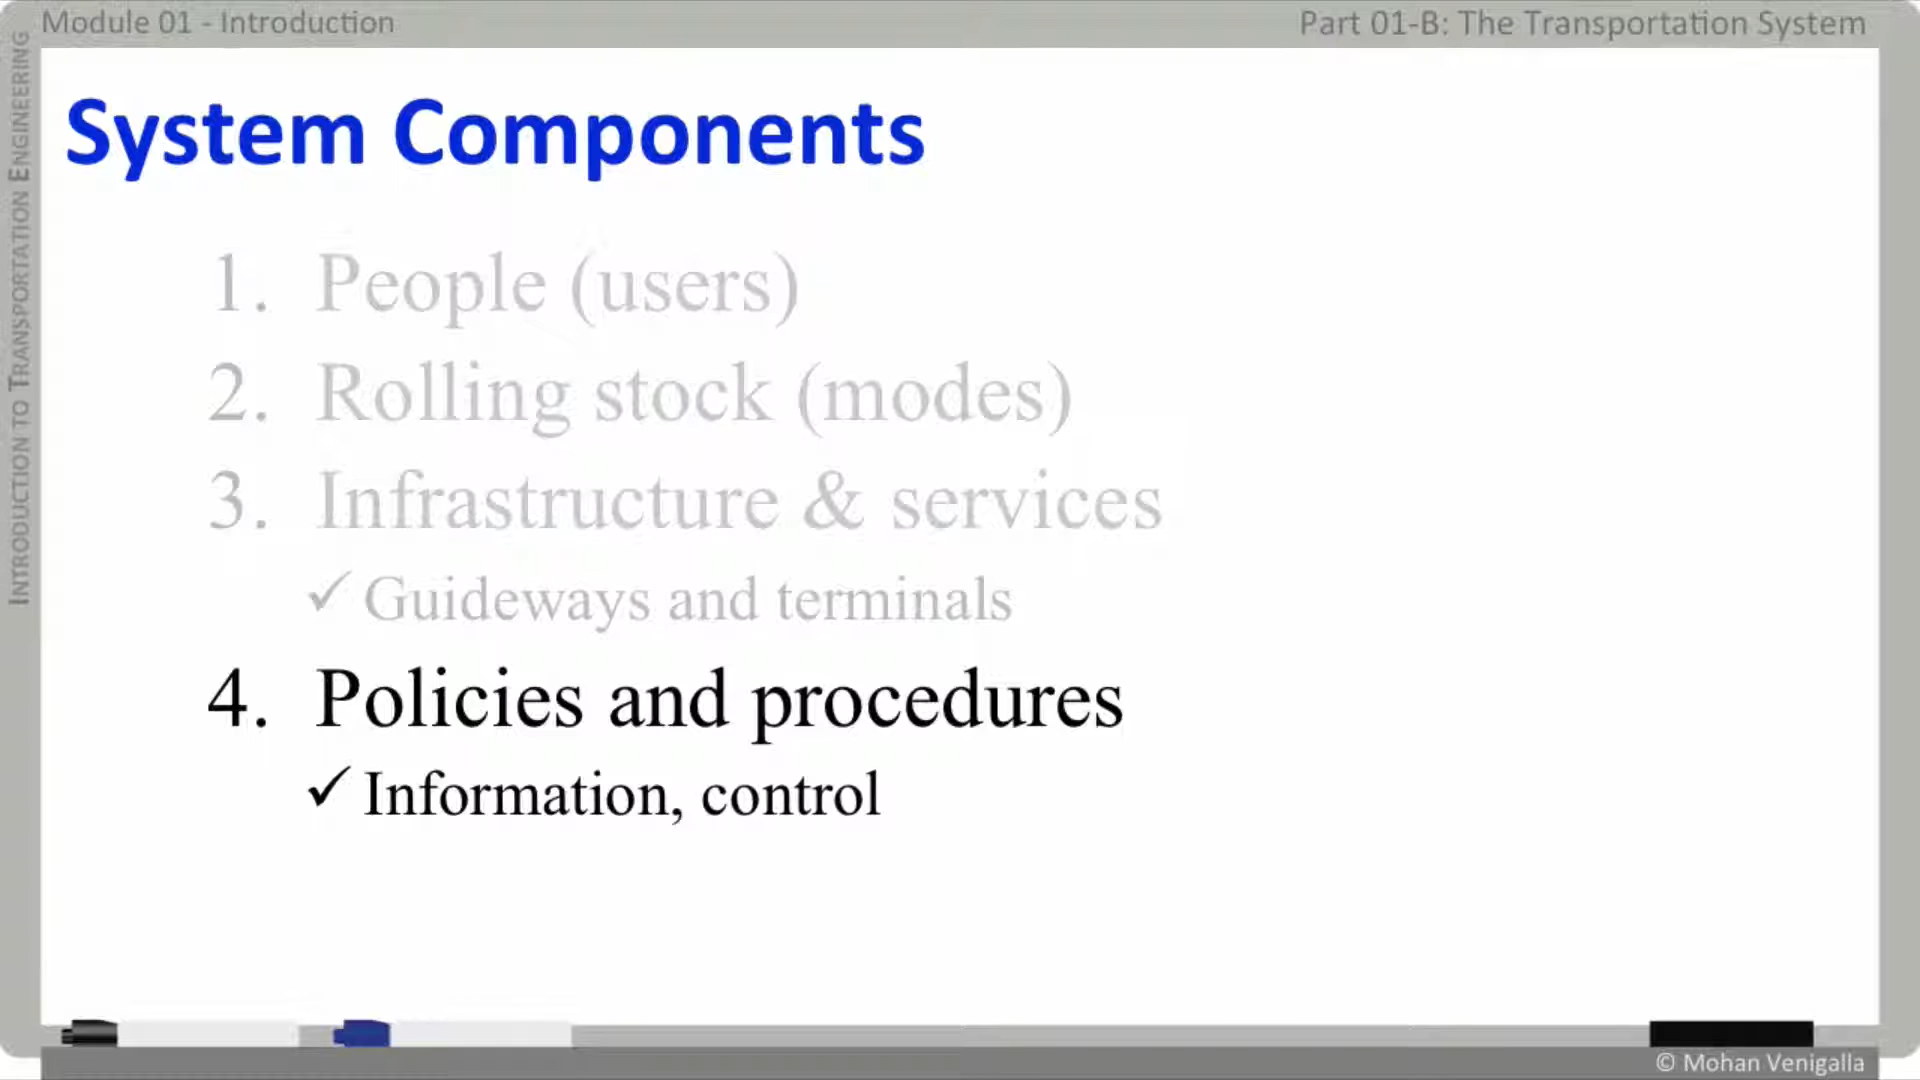 Module 01 - Introduction
Part 01-B: The Transportation System
INTRODUCTION TO TRANSPORTATION ENGINEERING
System Components
1. People (users)
2. Rolling stock (modes)
3. Infrastructure & services
✓ Guideways and terminals
4. Policies and procedures
✓ Information, control
© Mohan Venigalla